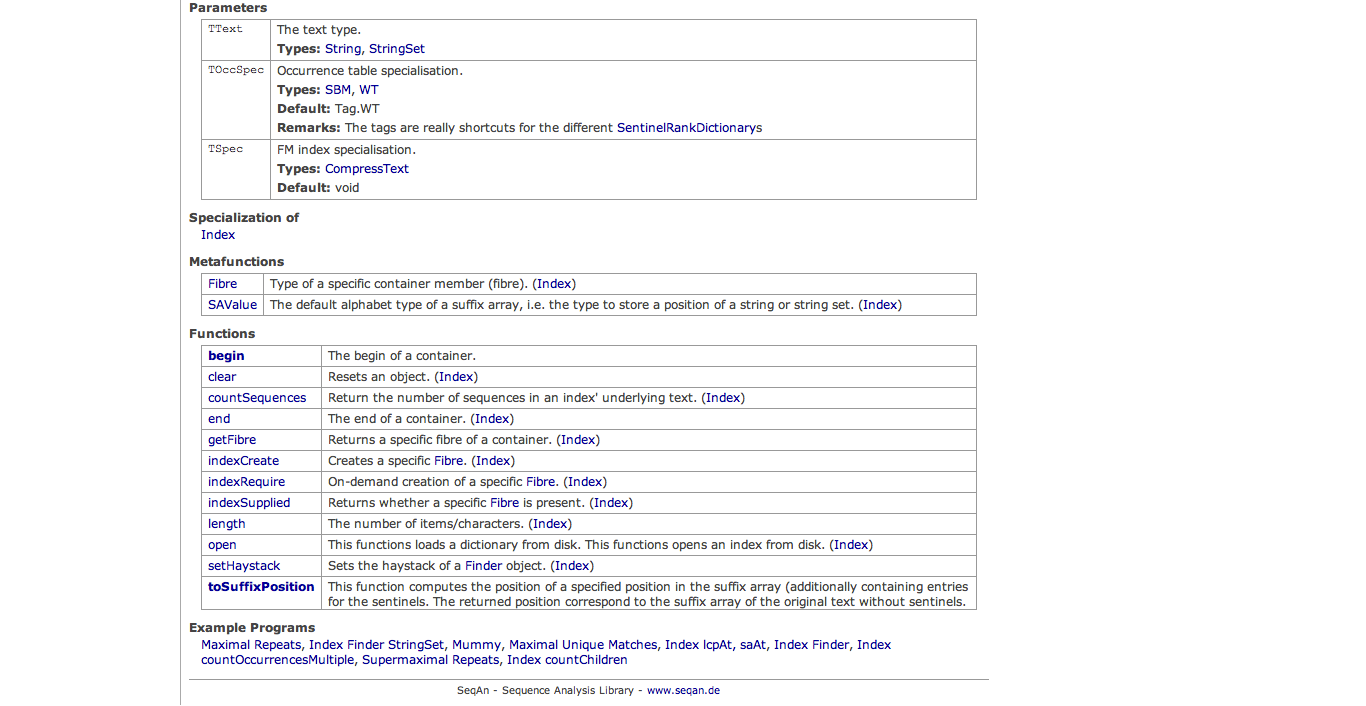 Parameters
TText The text type.
Types: String, StringSet
TOccSpec Occurrence table specialisation.
Types: SBM, WT
Default: Tag.WT
Remarks: The tags are really shortcuts for the different SentinelRankDictionarys
TSpec FM index specialisation.
Types: CompressText
Default: void
Specialization of
Index
Metafunctions
Fibre Type of a specific container member (fibre). (Index)
SAValue The default alphabet type of a suffix array, i.e. the type to store a position of a string or string set. (Index)
Functions
begin The begin of a container.
clear Resets an object. (Index)
countSequences Return the number of sequences in an index' underlying text. (Index)
end The end of a container. (Index)
getFibre Returns a specific fibre of a container. (Index)
indexCreate Creates a specific Fibre. (Index)
indexRequire On-demand creation of a specific Fibre. (Index)
indexSupplied Returns whether a specific Fibre is present. (Index)
length The number of items/characters. (Index)
open This functions loads a dictionary from disk. This functions opens an index from disk. (Index)
setHaystack Sets the haystack of a Finder object. (Index)
toSuffixPosition This function computes the position of a specified position in the suffix array (additionally containing entries
for the sentinels. The returned position correspond to the suffix array of the original text without sentinels.
Example Programs
Maximal Repeats, Index Finder StringSet, Mummy, Maximal Unique Matches, Index lcpAt, saAt, Index Finder, Index
countOccurrencesMultiple, Supermaximal Repeats, Index countChildren
SeqAn - Sequence Analysis Library - www.seqan.de